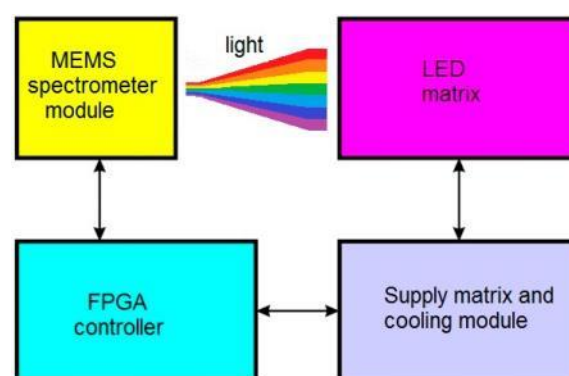 MEMS
spectrometer
module
light
LED
matrix
FPGA
controller
Supply matrix and
cooling module